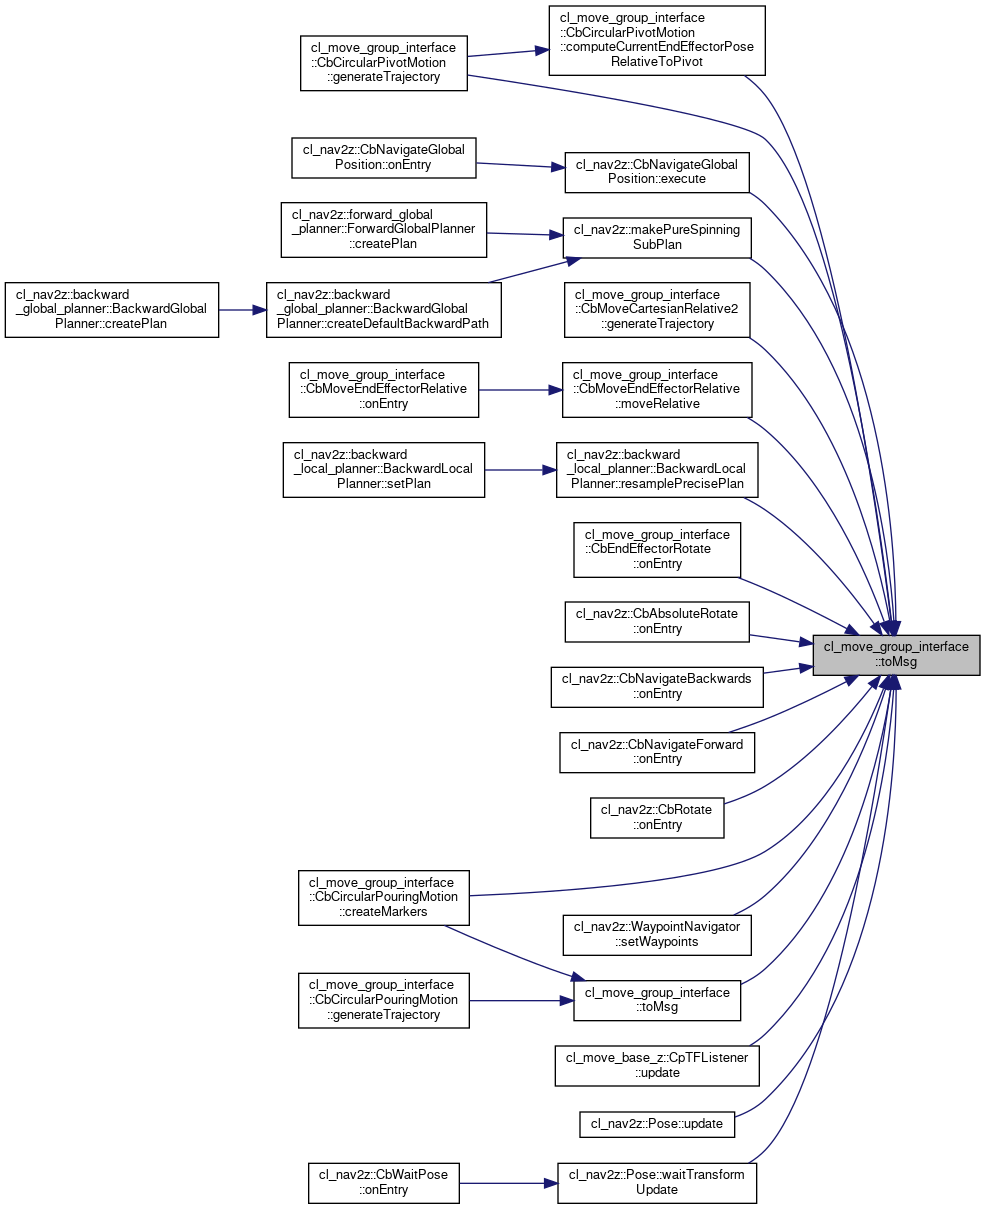 cl_move_group_interface
::CbCircularPivotMotion
::computeCurrentEndEffectorPose
RelativeToPivot
cl_move_group_interface
::CbCircularPivotMotion
::generateTrajectory
cl_nav2z::CbNavigateGlobal
Position::onEntry
cl_nav2z::CbNavigateGlobal
Position::execute
cl_nav2z::forward_global
_planner::ForwardGlobalPlanner
::createPlan
cl_nav2z::makePureSpinning
SubPlan
cl_nav2z::backward
_global_planner::BackwardGlobal
Planner::createPlan
cl_nav2z::backward
_global_planner::BackwardGlobal
Planner::createDefaultBackwardPath
cl_move_group_interface
::CbMoveCartesianRelative2
::generateTrajectory
cl_move_group_interface
::CbMoveEndEffectorRelative
::onEntry
cl_move_group_interface
::CbMoveEndEffectorRelative
::moveRelative
cl_nav2z::backward
_local_planner::BackwardLocal
Planner::setPlan
cl_nav2z::backward
_local_planner::BackwardLocal
Planner::resamplePrecisePlan
cl_move_group_interface
::CbEndEffectorRotate
::onEntry
cl_nav2z::CbAbsoluteRotate
::onEntry
cl_move_group_interface
::toMsg
cl_nav2z::CbNavigateBackwards
::onEntry
cl_nav2z::CbNavigateForward
::onEntry
cl_nav2z::CbRotate
::onEntry
cl_move_group_interface
::CbCircularPouringMotion
::createMarkers
cl_nav2z::WaypointNavigator
::setWaypoints
cl_move_group_interface
::CbCircularPouringMotion
::generateTrajectory
cl_move_group_interface
::toMsg
cl_move_base_z::CpTFListener
::update
cl_nav2z::Pose::update
cl_nav2z::CbWaitPose
::onEntry
cl_nav2z::Pose::waitTransform
Update